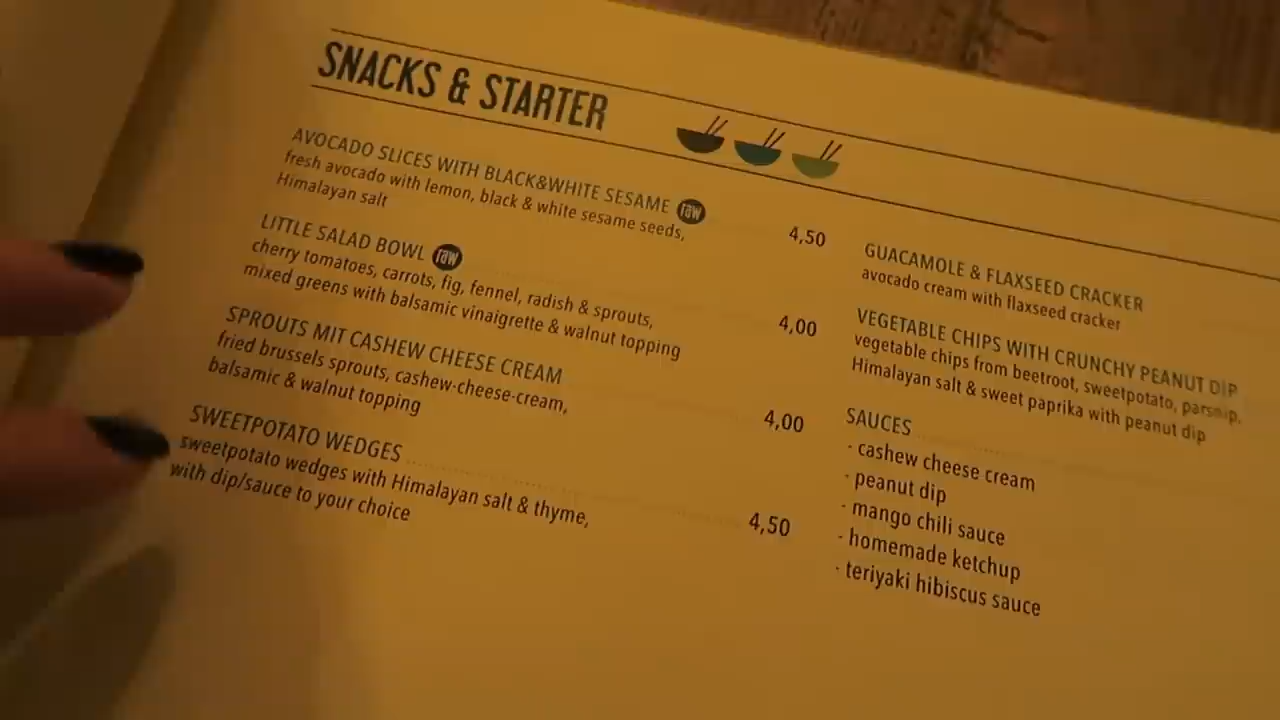 SNACKS & STARTER
AVOCADO SLICES WITH BLACK&WHITE SESAME raw
fresh avocado with lemon, black & white sesame seeds,
Himalayan salt
4,50
LITTLE SALAD BOWL raw
cherry tomatoes, carrots, fig, fennel, radish & sprouts,
mixed greens with balsamic vinaigrette & walnut topping
4,00
SPROUTS MIT CASHEW CHEESE CREAM
fried brussels sprouts, cashew-cheese-cream,
balsamic & walnut topping
4,00
SWEETPOTATO WEDGES
sweetpotato wedges with Himalayan salt & thyme,
with dip/sauce to your choice
4,50
GUACAMOLE & FLAXSEED CRACKER
avocado cream with flaxseed cracker
VEGETABLE CHIPS WITH CRUNCHY PEANUT DIP
vegetable chips from beetroot, sweetpotato, parsnip,
Himalayan salt & sweet paprika with peanut dip
SAUCES
· cashew cheese cream
· peanut dip
· mango chili sauce
· homemade ketchup
· teriyaki hibiscus sauce